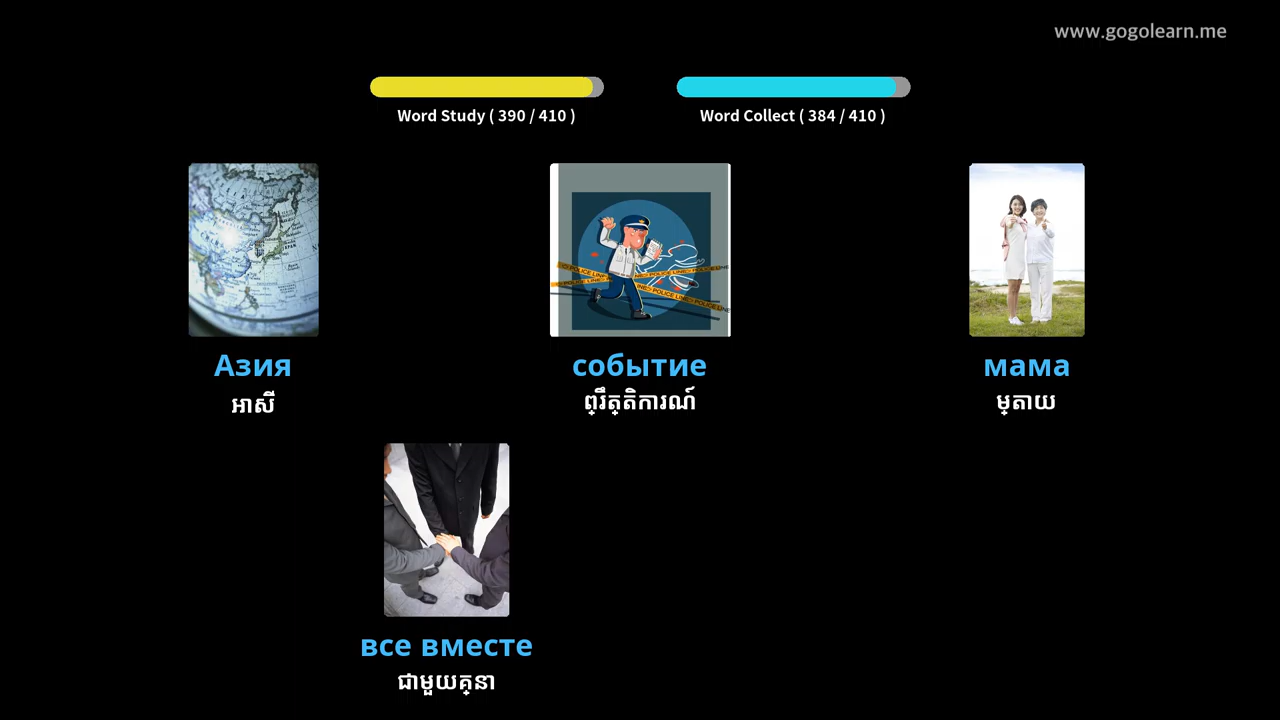 www.gogolearn.me
Word Study ( 390 / 410 )
Word Collect ( 384 / 410 )
Азия
событие
мама
អាស៊ី
ព្រឹត្តិការណ៍
ម្តាយ
все вместе
ជាមួយគ្នា